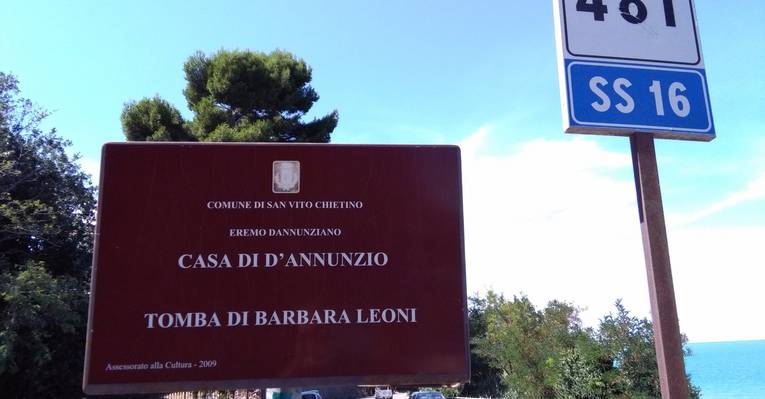 COMUNE DI SAN VITO CHIETINO
EREMO DANNUNZIANO
CASA DI D'ANNUNZIO
TOMBA DI BARBARA LEONI
Assessorato alla Cultura - 2009
481
SS 16